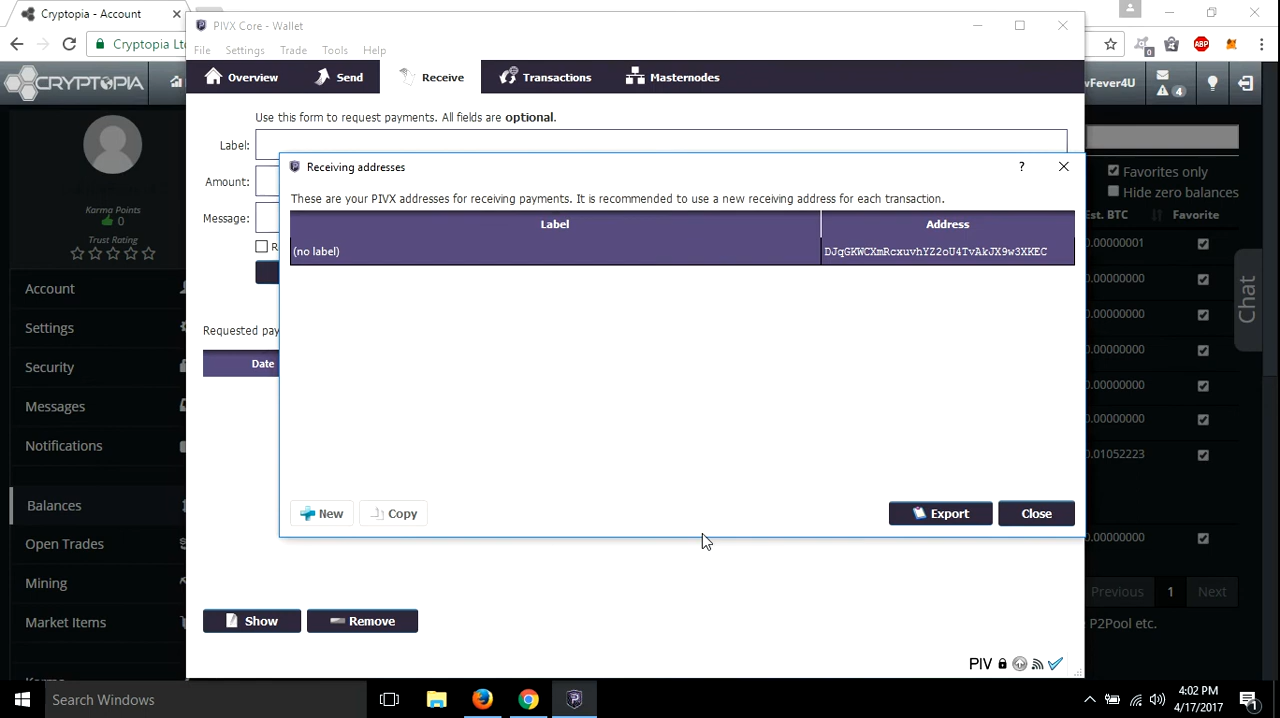 Cryptopia - Account
PIVX Core - Wallet
Cryptopia Ltd
File Settings Trade Tools Help
CRYPTOPIA
Overview Send Receive Transactions Masternodes
vFever4U
4
Use this form to request payments. All fields are optional.
Label:
Amount:
Message:
R
Receiving addresses
?
These are your PIVX addresses for receiving payments. It is recommended to use a new receiving address for each transaction.
Label Address
(no label) DJqGKWCXmRcxuvhYZ2oU4TvAkJX9w3XKEC
New Copy Export Close
Requested pay
Date
Show Remove
PIV
Karma Points
0
Trust Rating
Account
Settings
Security
Messages
Notifications
Balances
Open Trades
Mining
Market Items
Favorites only
Hide zero balances
Est. BTC Favorite
0.00000001
0.00000000
0.00000000
0.00000000
0.00000000
0.00000000
0.01052223
0.00000000
Chat
Previous 1 Next
P2Pool etc.
0
ABP
Search Windows
4:02 PM
4/17/2017
1